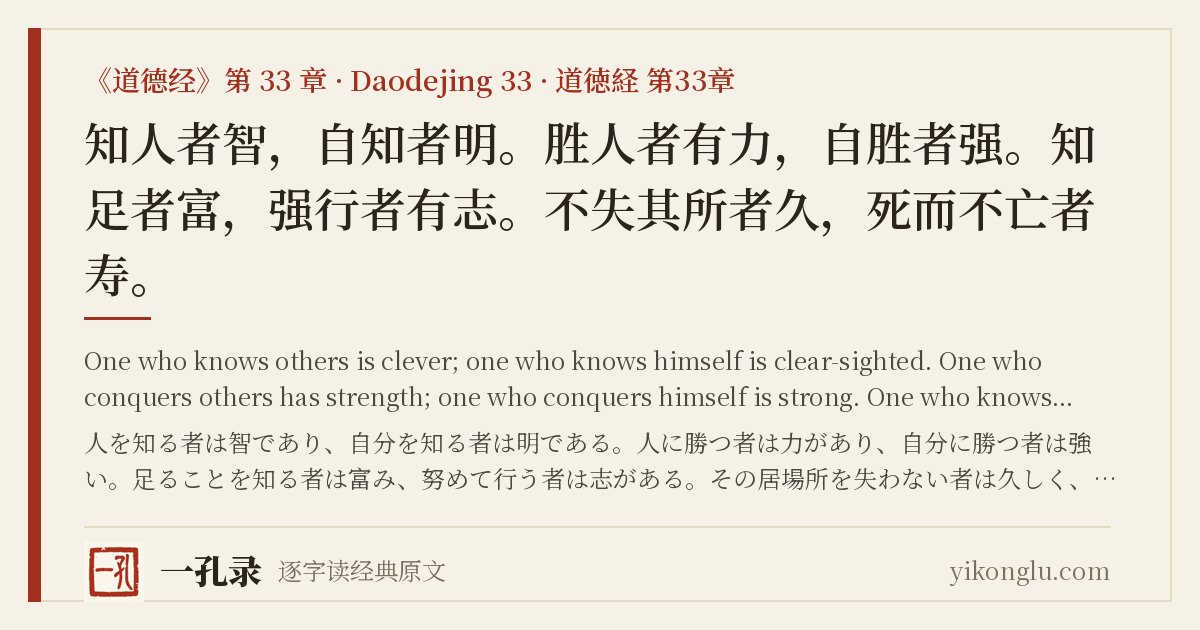 《道德经》第 33 章 · Daodejing 33 · 道徳経 第33章
知人者智，自知者明。胜人者有力，自胜者强。知
足者富，强行者有志。不失其所者久，死而不亡者
寿。
One who knows others is clever; one who knows himself is clear-sighted. One who
conquers others has strength; one who conquers himself is strong. One who knows…
人を知る者は智であり、自分を知る者は明である。人に勝つ者は力があり、自分に勝つ者は強
い。足ることを知る者は富み、努めて行う者は志がある。その居場所を失わない者は久しく、…
一孔 一孔录 逐字读经典原文 yikonglu.com